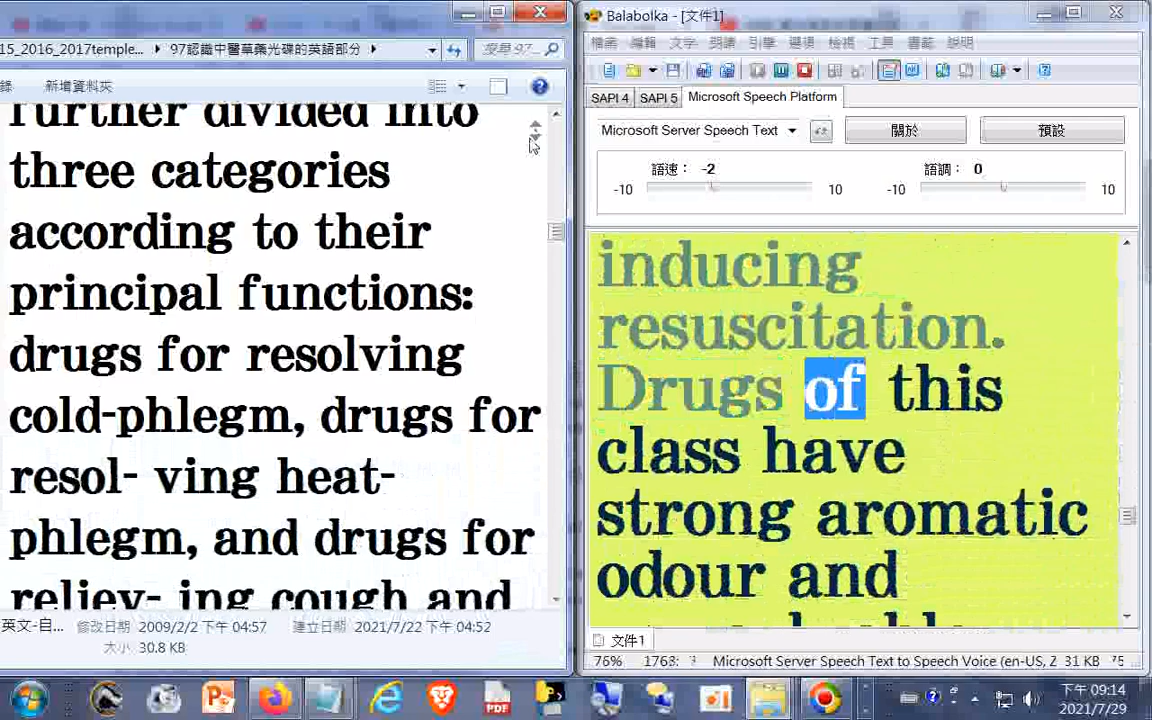 15_2016_2017temple...
97認識中醫草藥光碟的英語部分
搜尋 97...
錄
新增資料夾
further divided into
three categories
according to their
principal functions:
drugs for resolving
cold-phlegm, drugs for
resol- ving heat-
phlegm, and drugs for
reliev- ing cough and
英文-自...
修改日期 2009/2/2 下午 04:57
建立日期 2021/7/22 下午 04:52
大小 30.8 KB
Balabolka - [文件1]
檔案 編輯 文字 朗讀 引擎 選項 檢視 工具 書籤 說明
SAPI 4 SAPI 5 Microsoft Speech Platform
Microsoft Server Speech Text
關於
預設
語速： -2
語調： 0
-10 10 -10 10
inducing
resuscitation.
Drugs of this
class have
strong aromatic
odour and
文件1
76% 1768: Microsoft Server Speech Text to Speech Voice (en-US, Z 31 KB
PDF
下午 09:14
2021/7/29